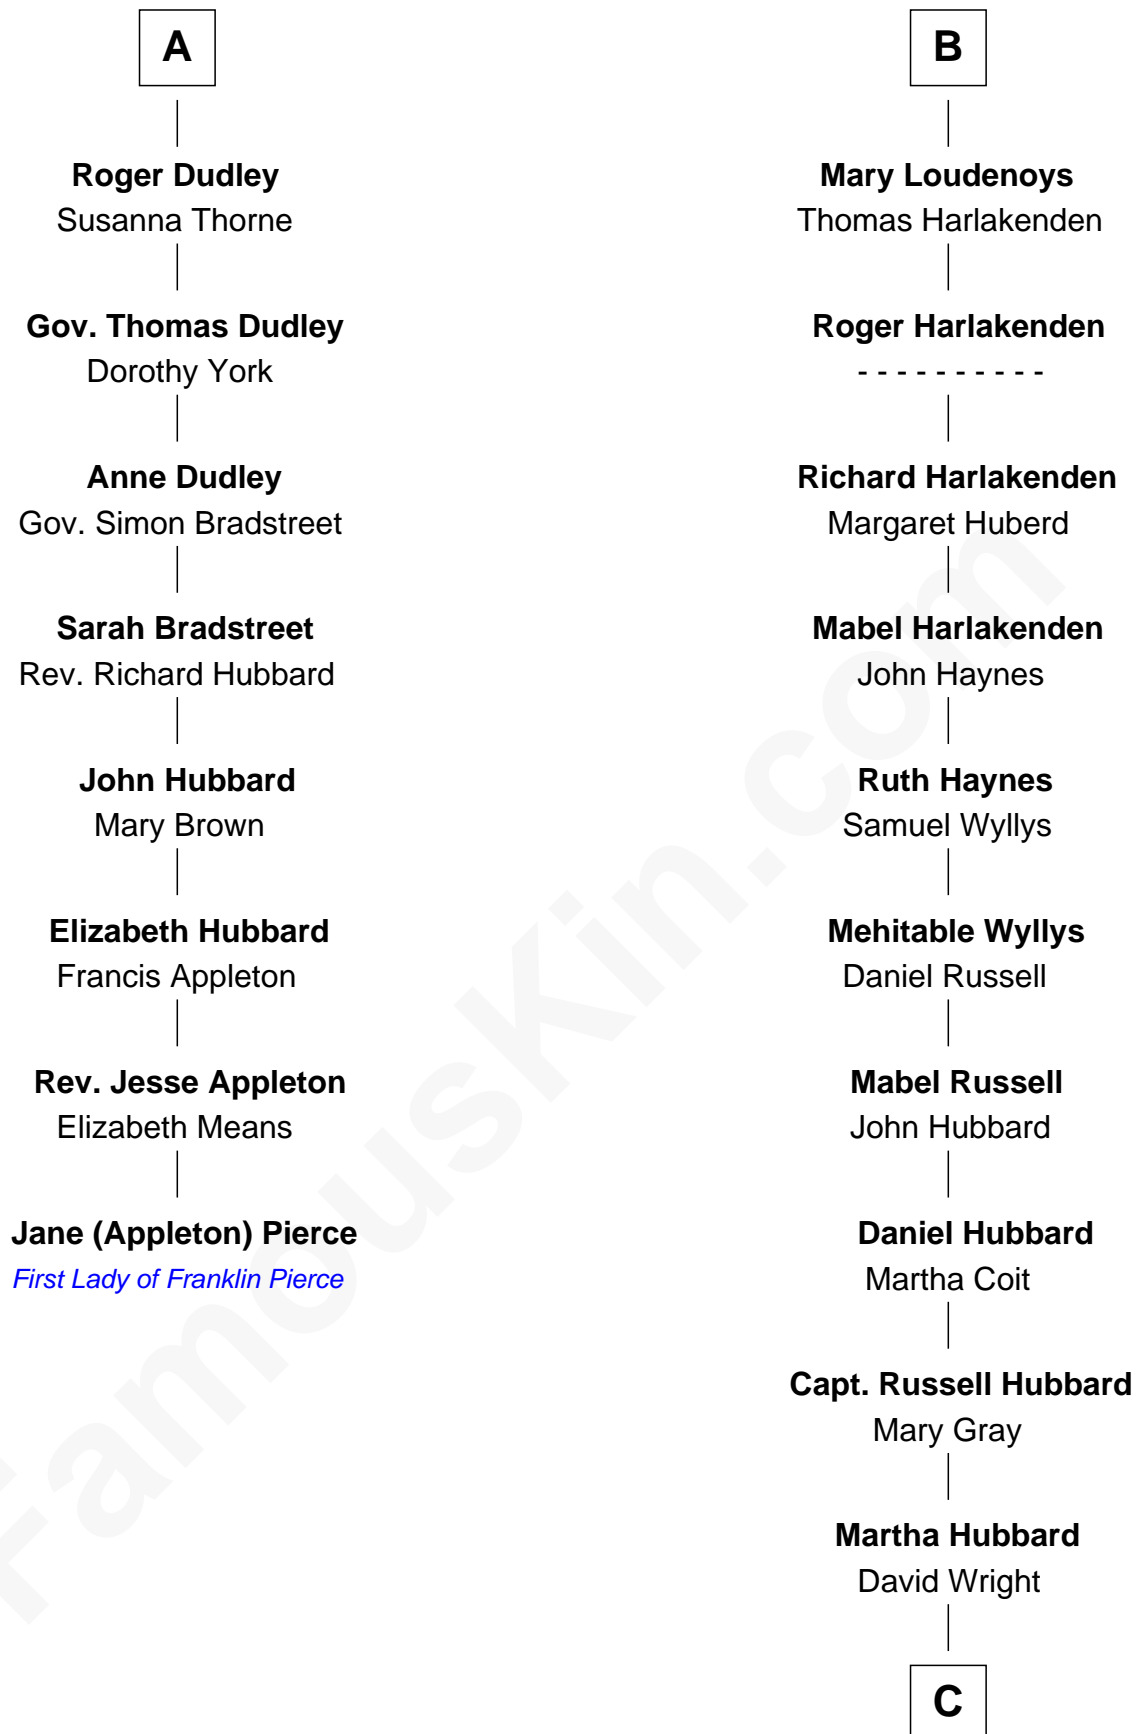 A
Roger Dudley
Susanna Thorne
Gov. Thomas Dudley
Dorothy York
Anne Dudley
Gov. Simon Bradstreet
Sarah Bradstreet
Rev. Richard Hubbard
John Hubbard
Mary Brown
Elizabeth Hubbard
Francis Appleton
Rev. Jesse Appleton
Elizabeth Means
Jane (Appleton) Pierce
First Lady of Franklin Pierce
B
Mary Loudenoys
Thomas Harlakenden
Roger Harlakenden
- - - - - - - - - -
Richard Harlakenden
Margaret Huberd
Mabel Harlakenden
John Haynes
Ruth Haynes
Samuel Wyllys
Mehitable Wyllys
Daniel Russell
Mabel Russell
John Hubbard
Daniel Hubbard
Martha Coit
Capt. Russell Hubbard
Mary Gray
Martha Hubbard
David Wright
C
FamousKin.com